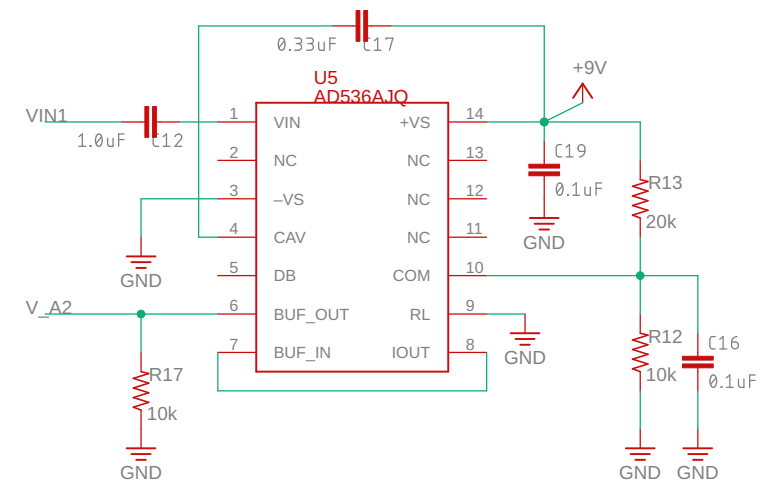 0.33uF C17
U5
AD536AJQ
+9V
VIN1
1.0uF C12
1 VIN +VS 14
2 NC NC 13
3 –VS NC 12
4 CAV NC 11
5 DB COM 10
6 BUF_OUT RL 9
7 BUF_IN IOUT 8
C19
0.1uF
GND
R13
20k
GND
V_A2
R17
10k
GND
GND
R12
10k
C16
0.1uF
GND
GND